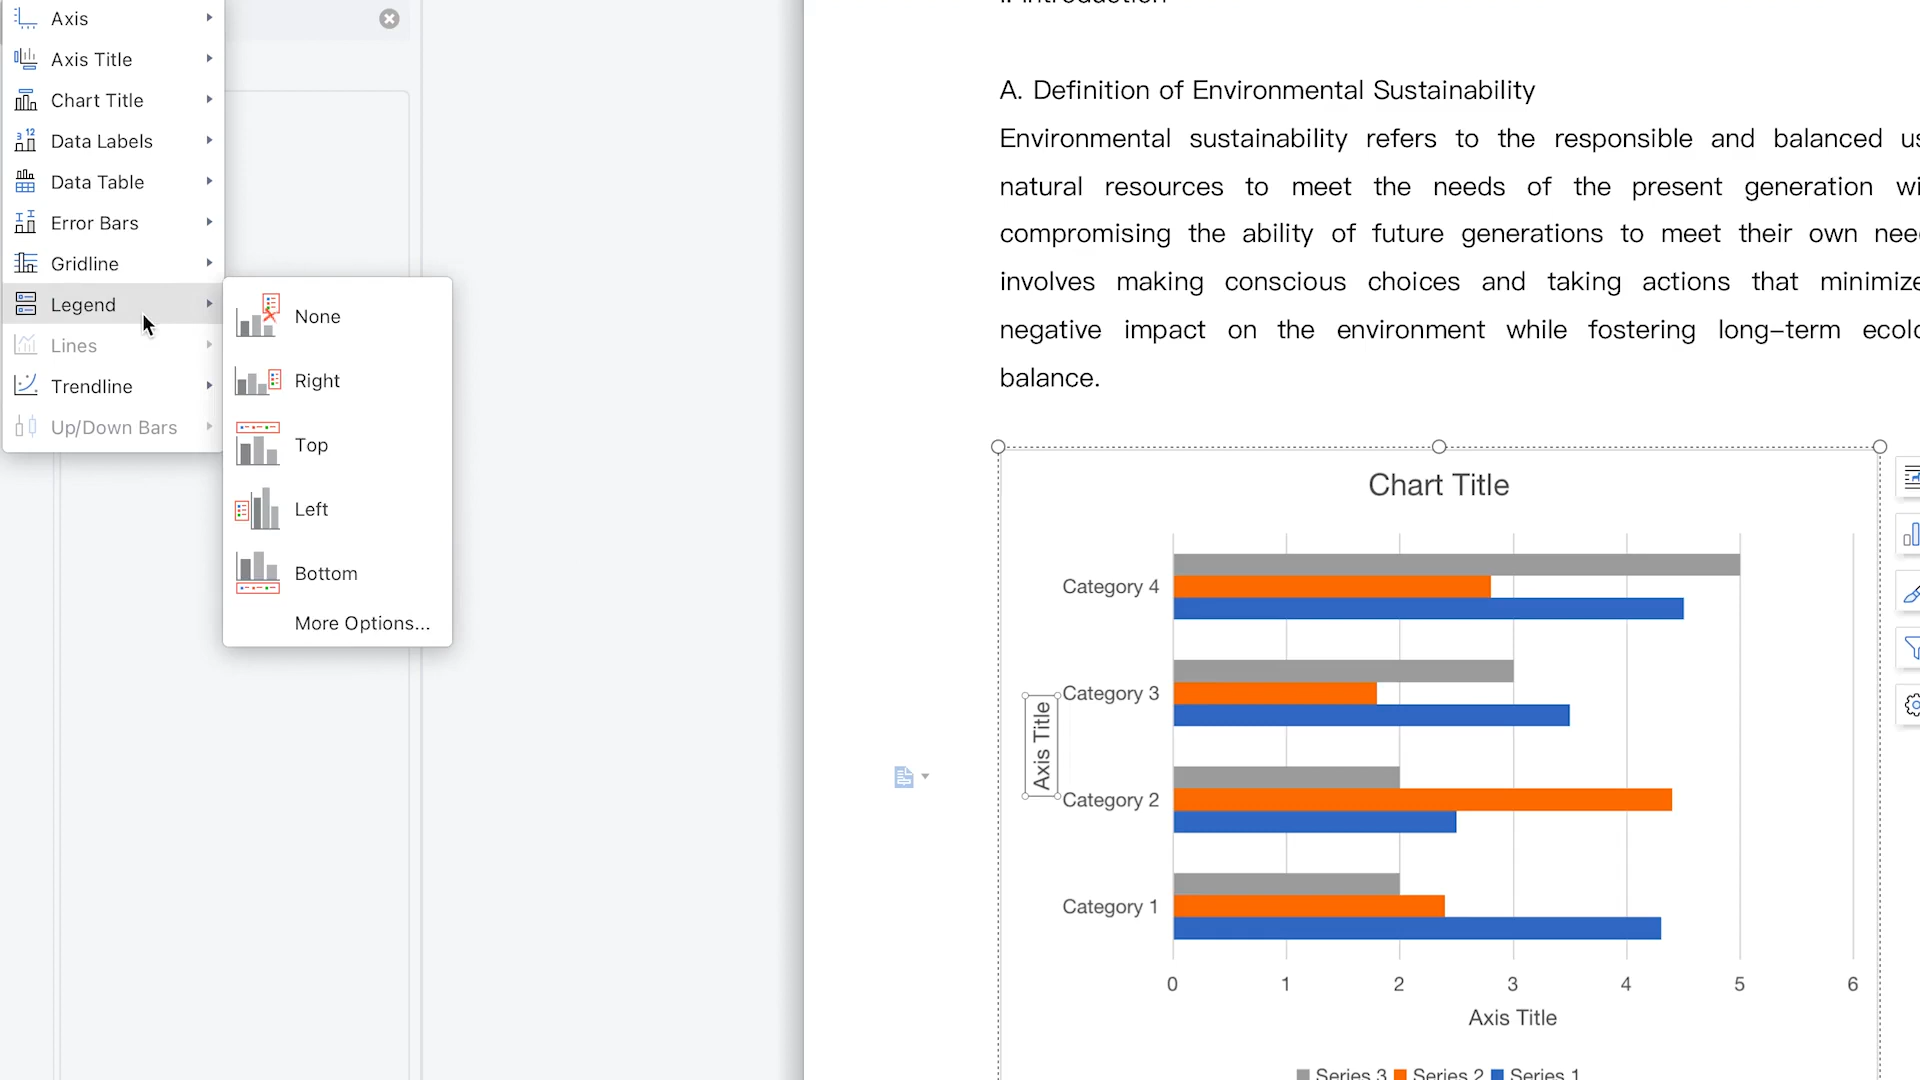 Axis
Axis Title
Chart Title
Data Labels
Data Table
Error Bars
Gridline
Legend
Lines
Trendline
Up/Down Bars
None
Right
Top
Left
Bottom
More Options...
A. Definition of Environmental Sustainability
Environmental sustainability refers to the responsible and balanced
natural resources to meet the needs of the present generation
compromising the ability of future generations to meet their own
involves making conscious choices and taking actions that minimize
negative impact on the environment while fostering long–term
balance.
Chart Title
Category 4
Category 3
Category 2
Category 1
Axis Title
0 1 2 3 4 5 6
Axis Title
Series 3 Series 2 Series 1